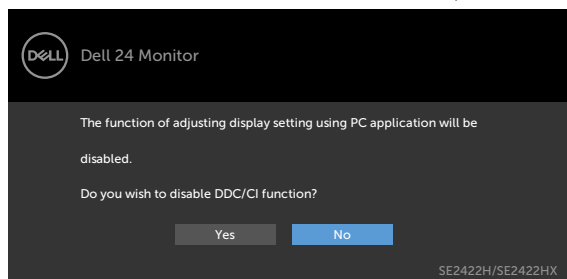 DELL
Dell 24 Monitor
The function of adjusting display setting using PC application will be
disabled.
Do you wish to disable DDC/CI function?
Yes No
SE2422H/SE2422HX